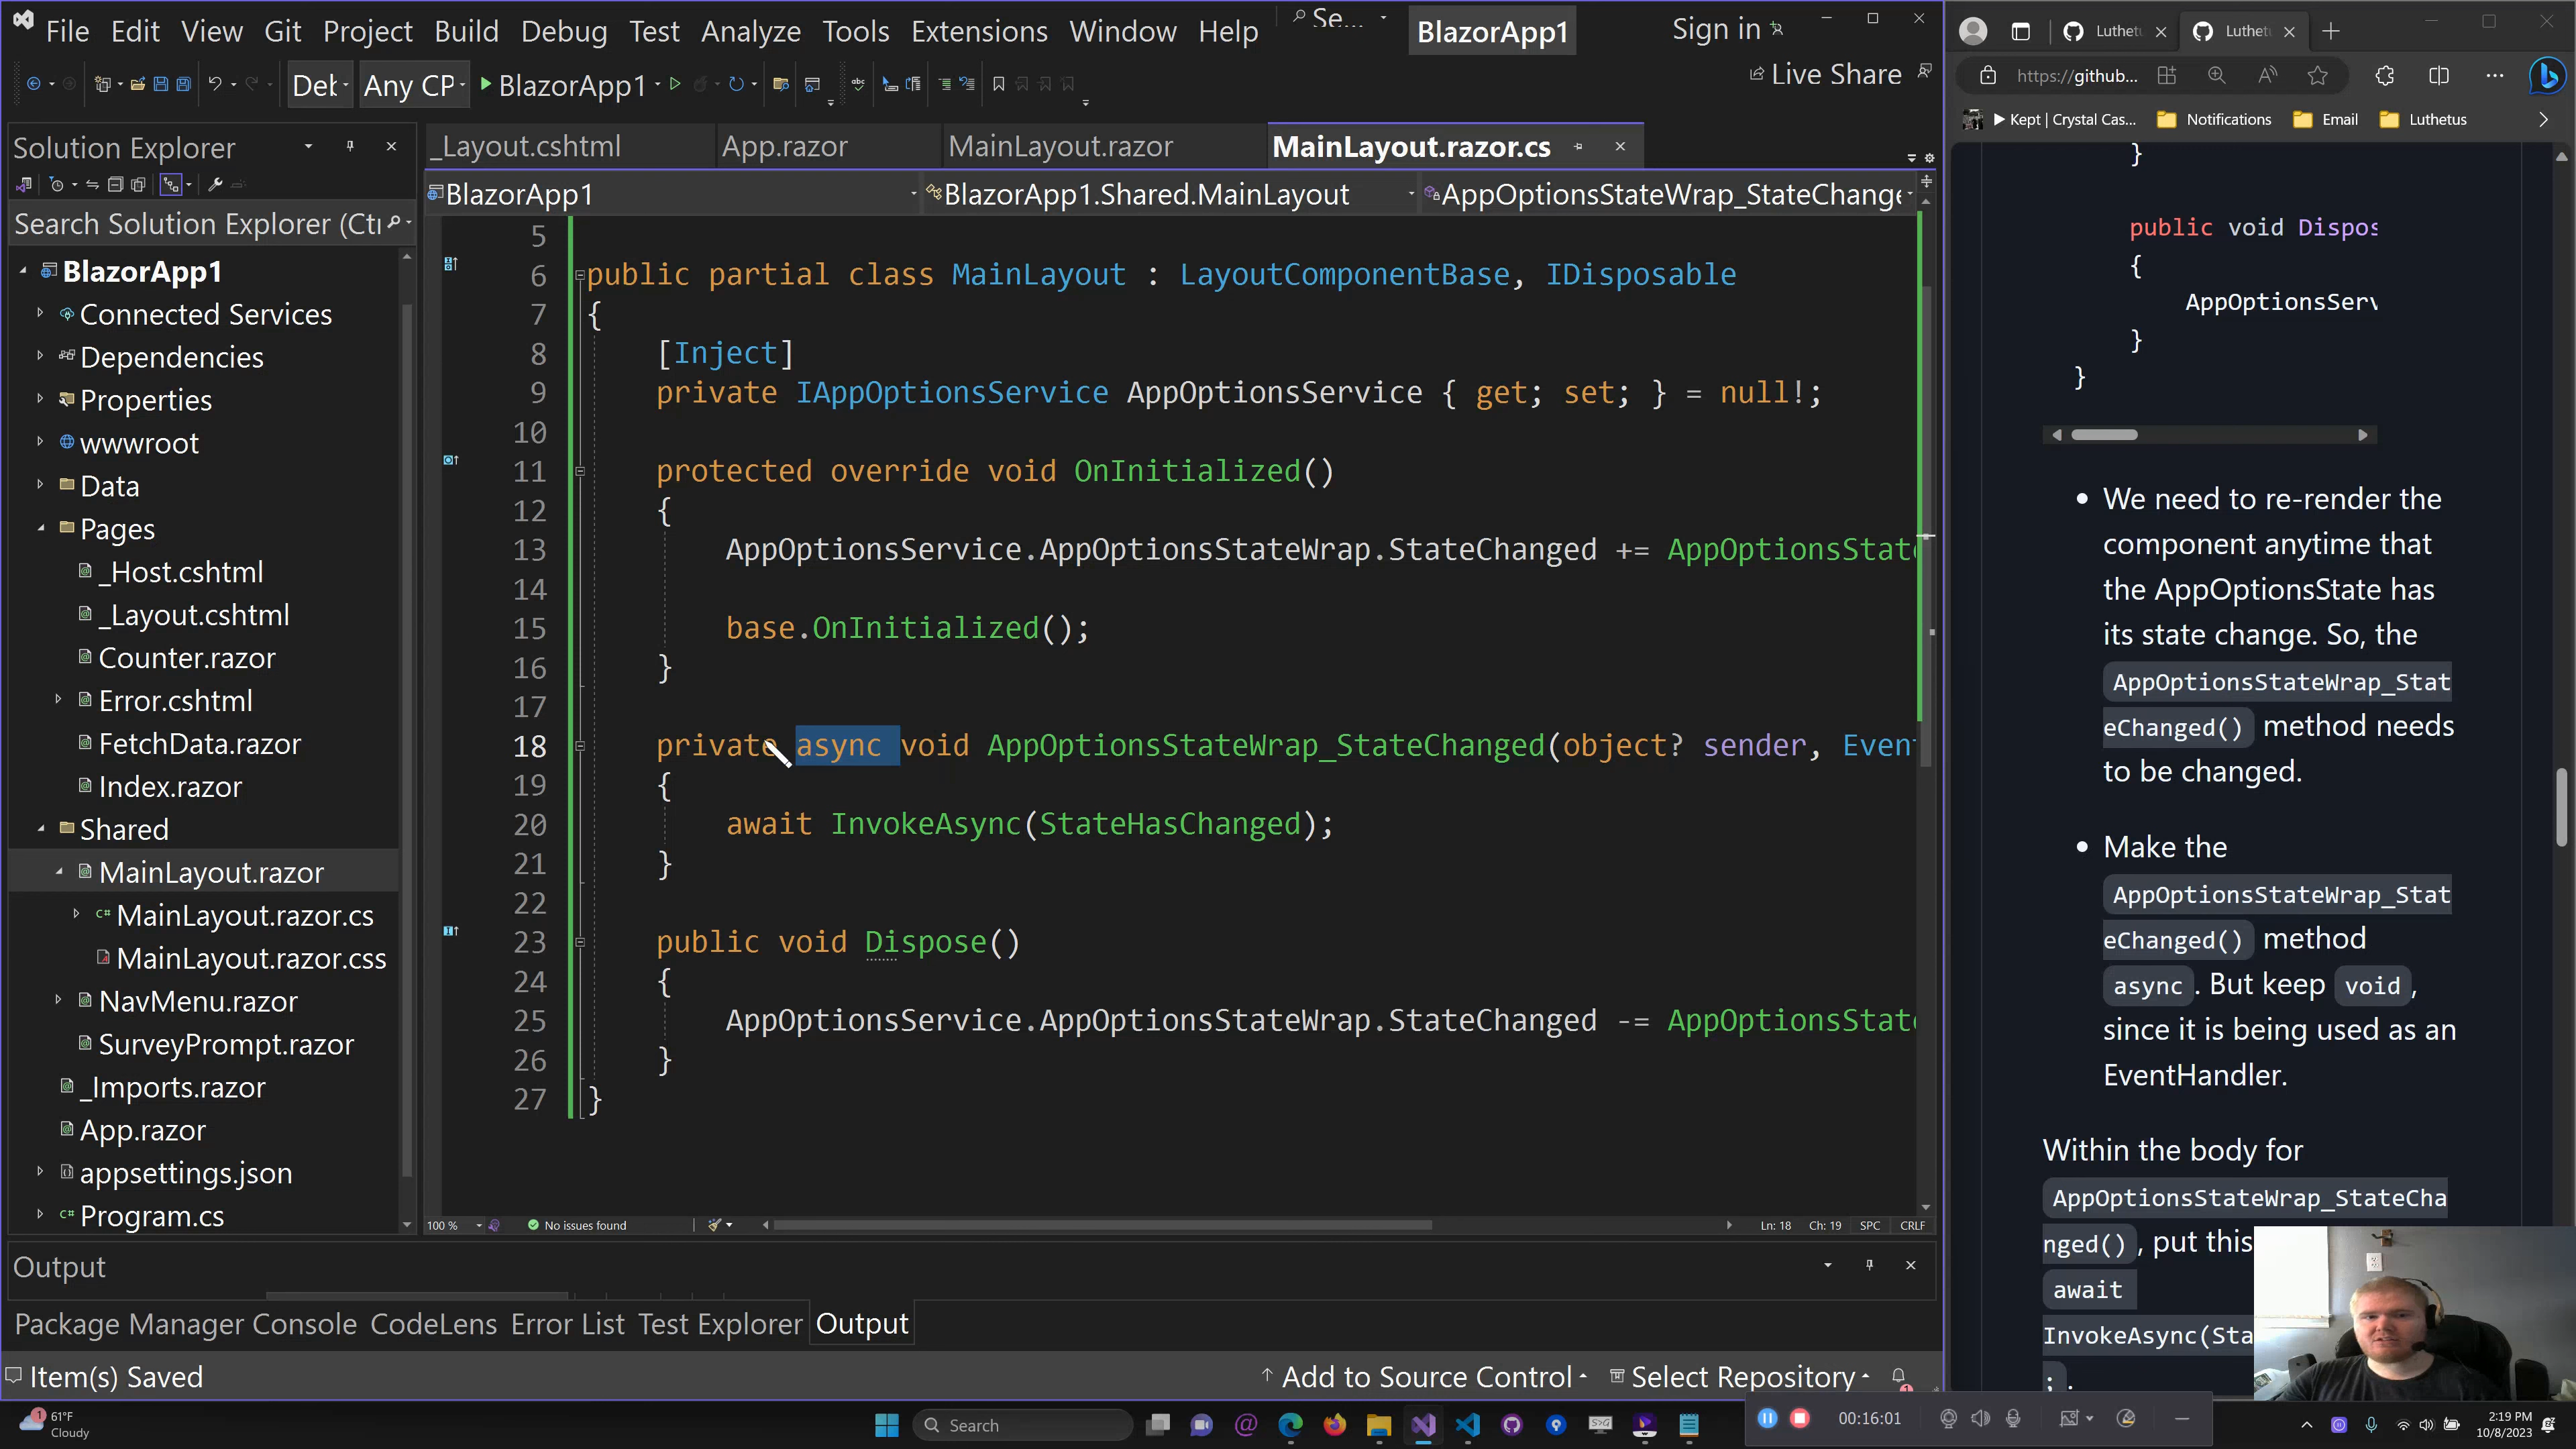 File Edit View Git Project Build Debug Test Analyze Tools Extensions Window Help Se... BlazorApp1 Sign in
Deb Any CP BlazorApp1 Live Share
Solution Explorer
Search Solution Explorer (Ctr
BlazorApp1
Connected Services
Dependencies
Properties
wwwroot
Data
Pages
_Host.cshtml
_Layout.cshtml
Counter.razor
Error.cshtml
FetchData.razor
Index.razor
Shared
MainLayout.razor
MainLayout.razor.cs
MainLayout.razor.css
NavMenu.razor
SurveyPrompt.razor
_Imports.razor
App.razor
appsettings.json
Program.cs
_Layout.cshtml App.razor MainLayout.razor MainLayout.razor.cs
BlazorApp1 BlazorApp1.Shared.MainLayout AppOptionsStateWrap_StateChange
5
6 public partial class MainLayout : LayoutComponentBase, IDisposable
7 {
8 [Inject]
9 private IAppOptionsService AppOptionsService { get; set; } = null!;
10
11 protected override void OnInitialized()
12 {
13 AppOptionsService.AppOptionsStateWrap.StateChanged += AppOptionsState
14
15 base.OnInitialized();
16 }
17
18 private async void AppOptionsStateWrap_StateChanged(object? sender, Event
19 {
20 await InvokeAsync(StateHasChanged);
21 }
22
23 public void Dispose()
24 {
25 AppOptionsService.AppOptionsStateWrap.StateChanged -= AppOptionsState
26 }
27 }
100 % No issues found Ln: 18 Ch: 19 SPC CRLF
Output
Package Manager Console CodeLens Error List Test Explorer Output
Item(s) Saved Add to Source Control Select Repository
Luthetu Luthetu
https://github...
Kept | Crystal Cas... Notifications Email Luthetus
}
public void Dispos
{
AppOptionsServ
}
}
We need to re-render the
component anytime that
the AppOptionsState has
its state change. So, the
AppOptionsStateWrap_Stat
eChanged() method needs
to be changed.
Make the
AppOptionsStateWrap_Stat
eChanged() method
async. But keep void,
since it is being used as an
EventHandler.
Within the body for
AppOptionsStateWrap_StateCha
nged(), put this
await
InvokeAsync(Sta
; .
61°F
Cloudy
Search
00:16:01
2:19 PM
10/8/2023